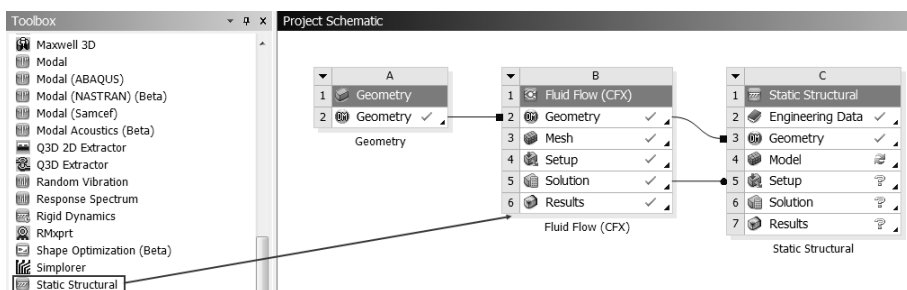 Toolbox
Maxwell 3D
Modal
Modal (ABAQUS)
Modal (NASTRAN) (Beta)
Modal (Samcef)
Modal Acoustics (Beta)
Q3D 2D Extractor
Q3D Extractor
Random Vibration
Response Spectrum
Rigid Dynamics
RMxprt
Shape Optimization (Beta)
Simplorer
Static Structural
Project Schematic
A
1 Geometry
2 Geometry
Geometry
B
1 Fluid Flow (CFX)
2 Geometry
3 Mesh
4 Setup
5 Solution
6 Results
Fluid Flow (CFX)
C
1 Static Structural
2 Engineering Data
3 Geometry
4 Model
5 Setup
6 Solution
7 Results
Static Structural